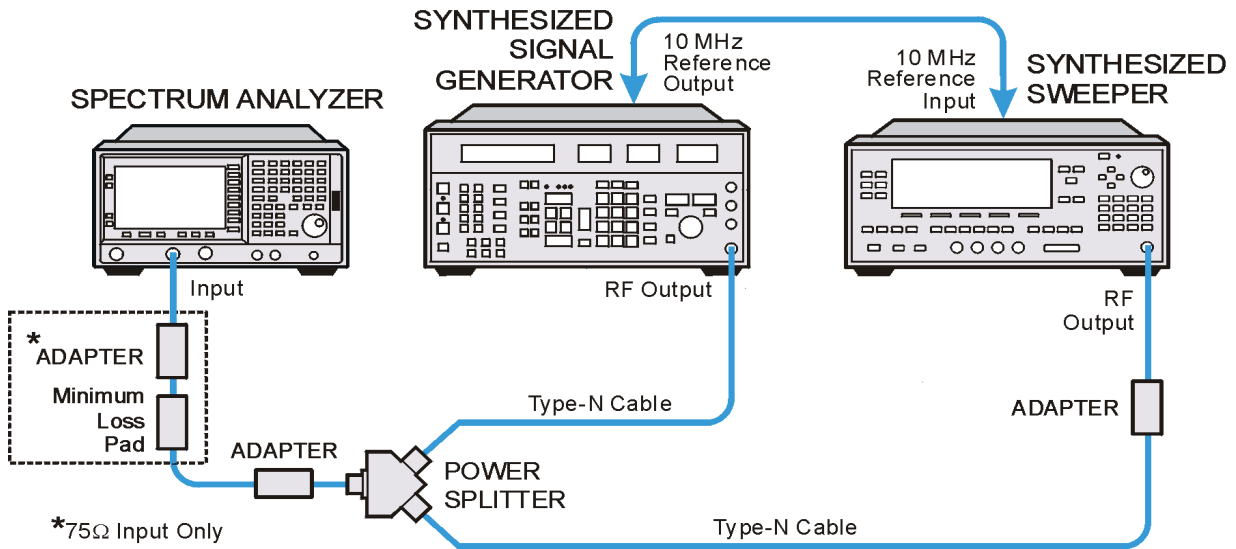 SPECTRUM ANALYZER
SYNTHESIZED
SIGNAL
GENERATOR
10 MHz
Reference
Output
10 MHz
Reference
Input
SYNTHESIZED
SWEEPER
Input
RF Output
RF
Output
*ADAPTER
Minimum
Loss
Pad
ADAPTER
Type-N Cable
POWER
SPLITTER
ADAPTER
Type-N Cable
*75Ω Input Only